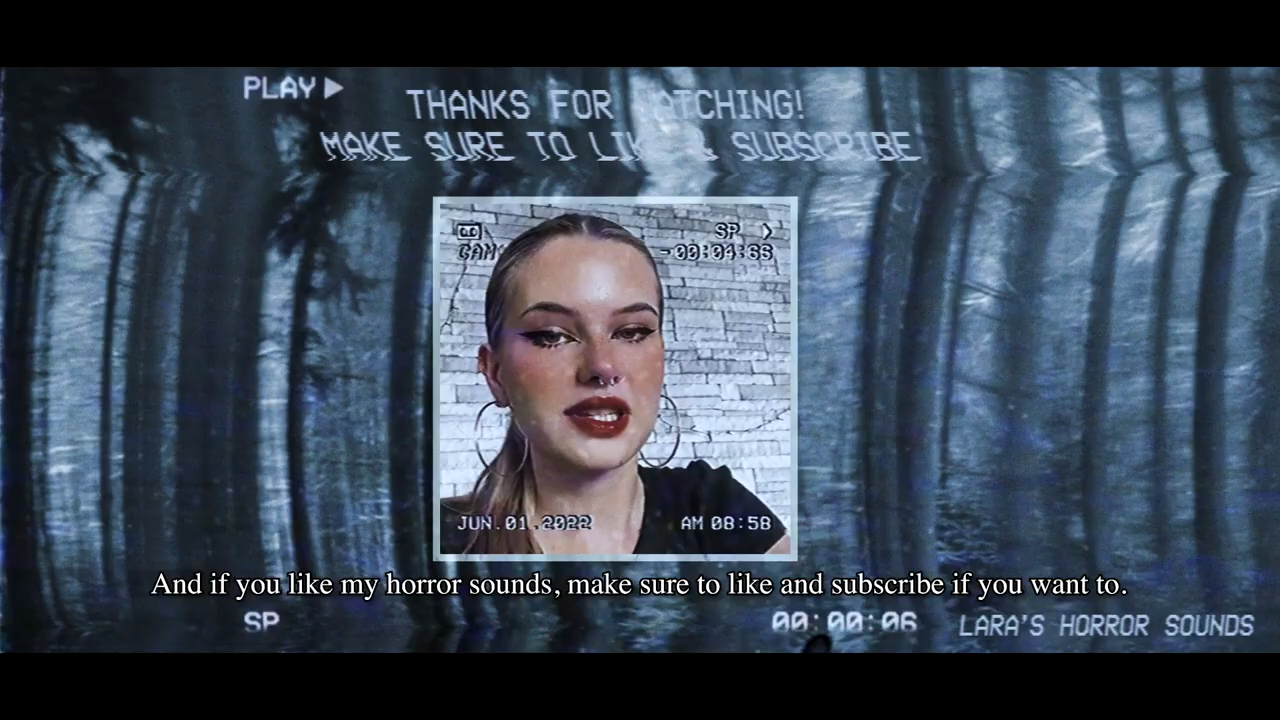 PLAY
THANKS FOR WATCHING!
MAKE SURE TO LIKE & SUBSCRIBE
SP
CAM
-00:04:66
JUN.01.2022
AM 08:58
And if you like my horror sounds, make sure to like and subscribe if you want to.
SP
00:00:06
LARA'S HORROR SOUNDS